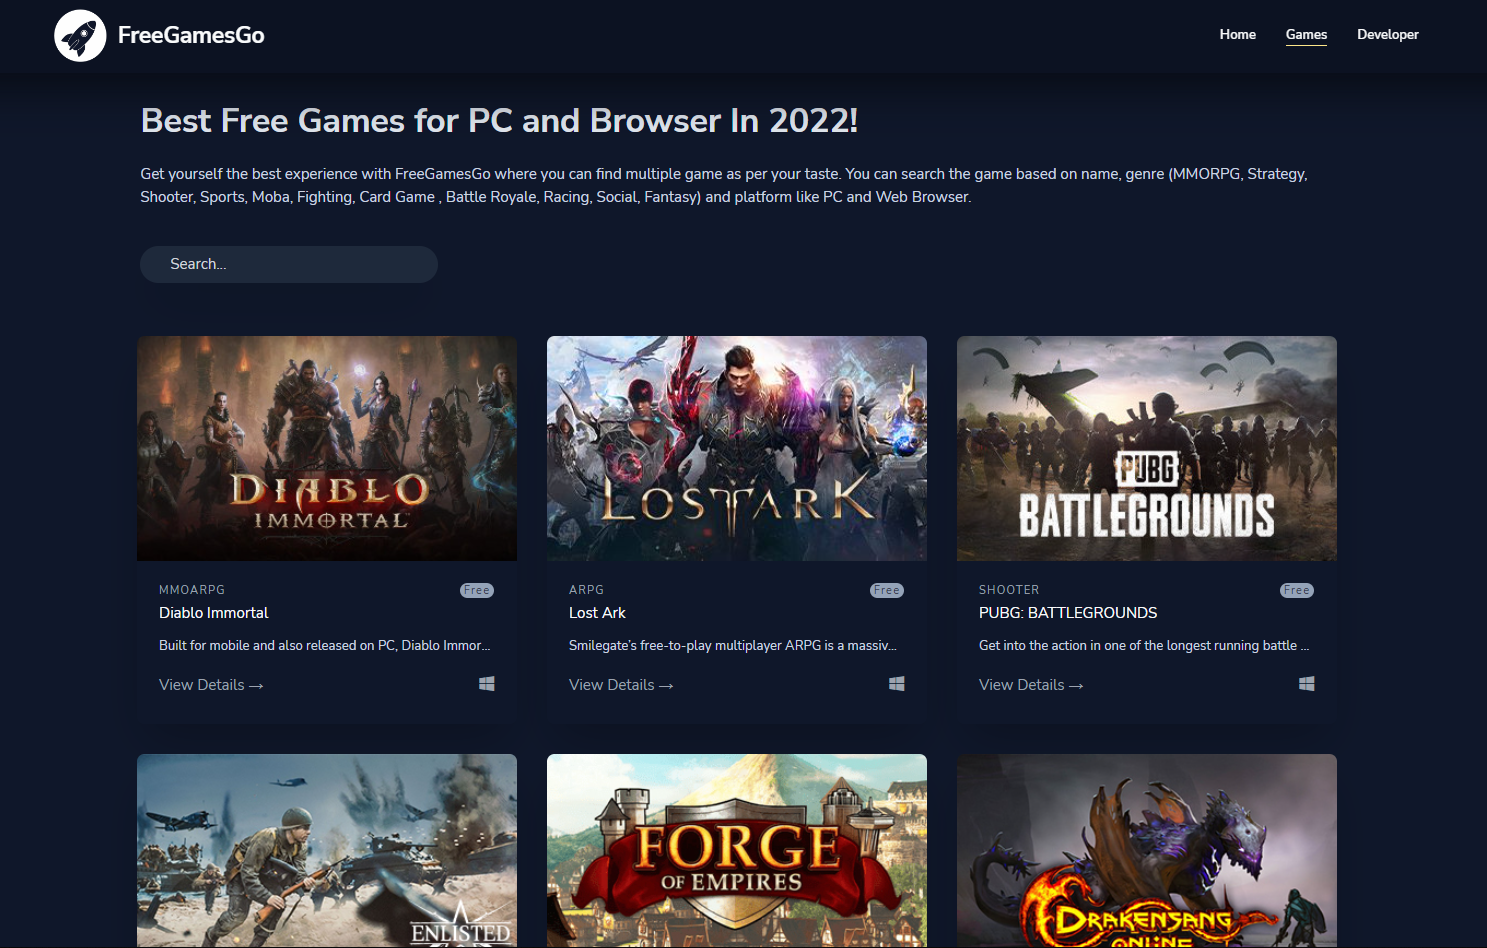 FreeGamesGo
Home
Games
Developer
Best Free Games for PC and Browser In 2022!
Get yourself the best experience with FreeGamesGo where you can find multiple game as per your taste. You can search the game based on name, genre (MMORPG, Strategy,
Shooter, Sports, Moba, Fighting, Card Game , Battle Royale, Racing, Social, Fantasy) and platform like PC and Web Browser.
Search...
DIABLO
IMMORTAL
MMOARPG
Free
Diablo Immortal
Built for mobile and also released on PC, Diablo Immor...
View Details →
LOST ARK
ARPG
Free
Lost Ark
Smilegate's free-to-play multiplayer ARPG is a massiv...
View Details →
PUBG
BATTLEGROUNDS
SHOOTER
Free
PUBG: BATTLEGROUNDS
Get into the action in one of the longest running battle ...
View Details →
ENLISTED
FORGE
OF EMPIRES
DRAKENSANG
ONLINE